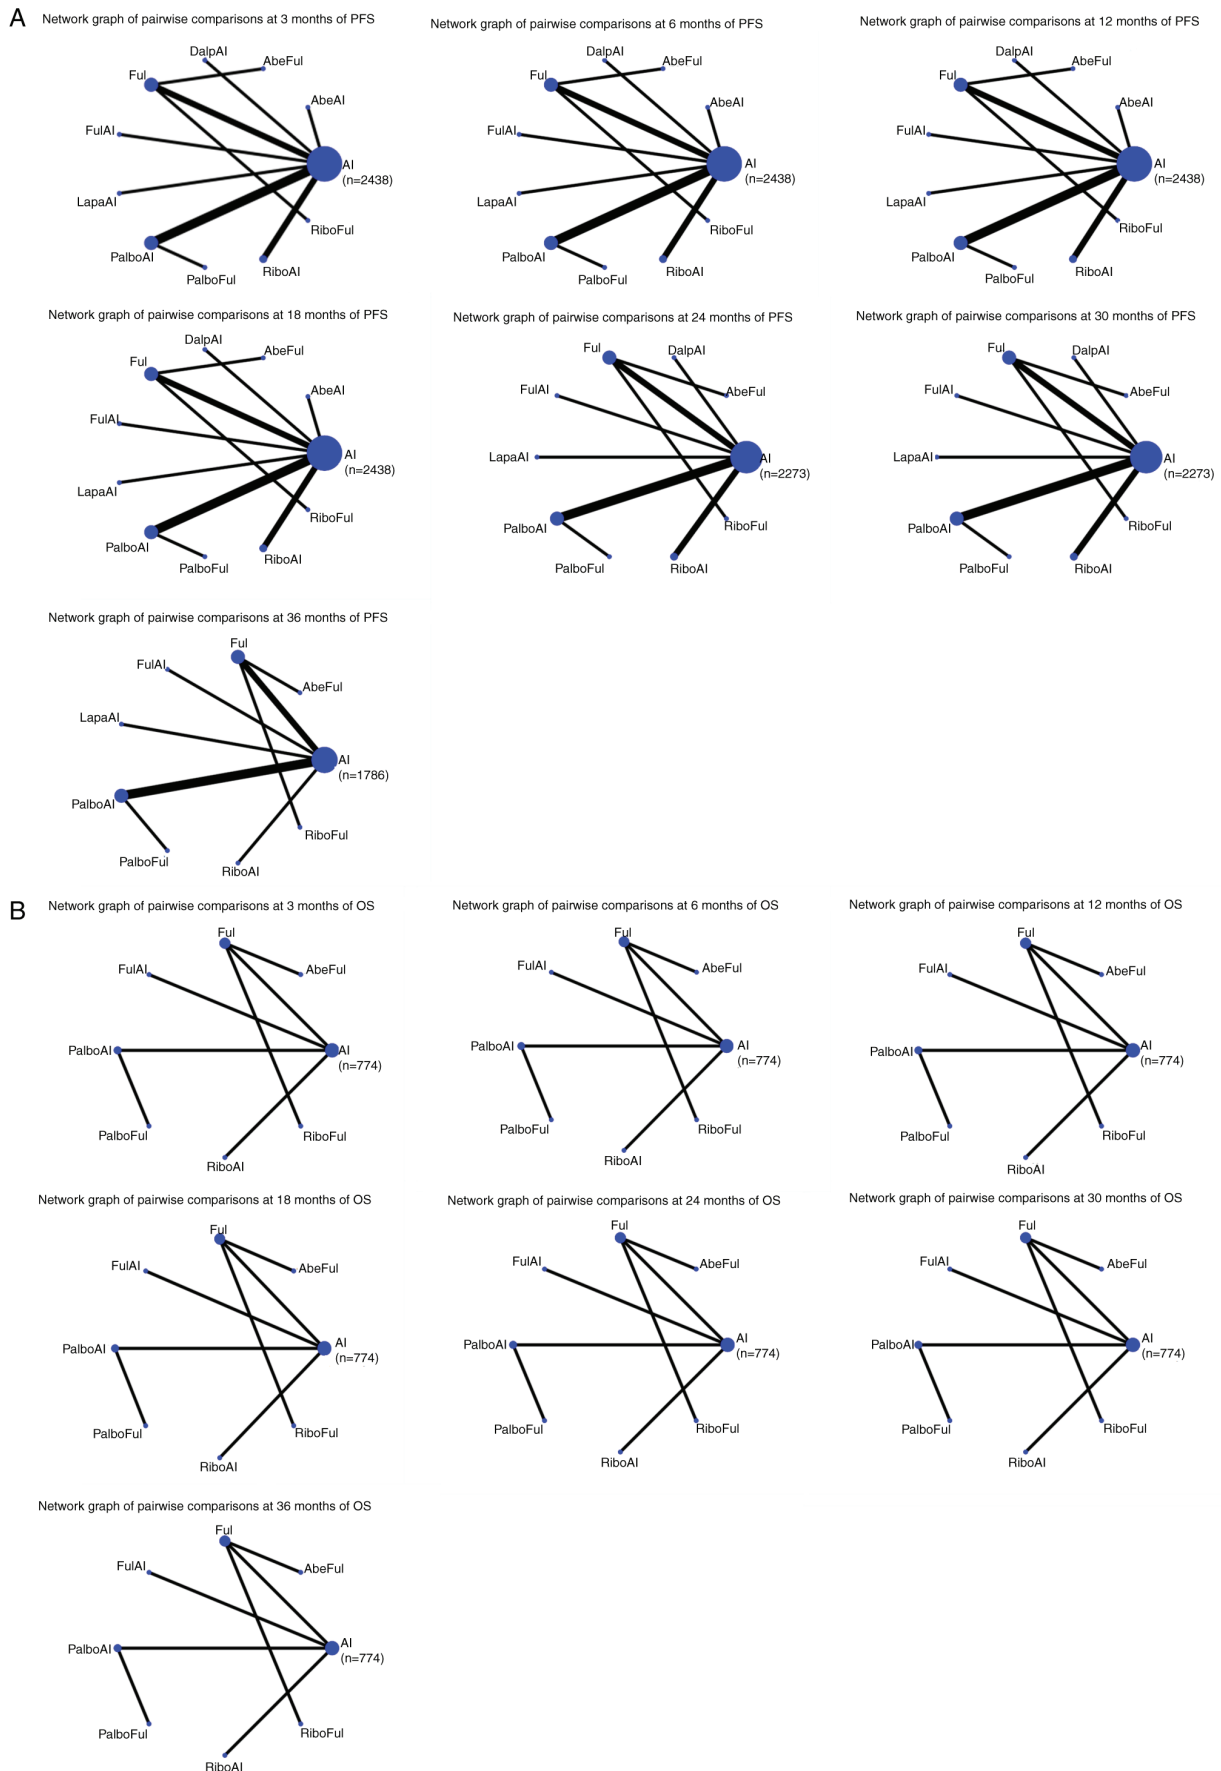 A
Network graph of pairwise comparisons at 3 months of PFS
DalpAI
AbeFul
Ful
AbeAI
FulAI
AI
(n=2438)
LapaAI
RiboFul
PalboAI
RiboAI
PalboFul
Network graph of pairwise comparisons at 6 months of PFS
DalpAI
AbeFul
Ful
AbeAI
FulAI
AI
(n=2438)
LapaAI
RiboFul
PalboAI
RiboAI
PalboFul
Network graph of pairwise comparisons at 12 months of PFS
DalpAI
AbeFul
Ful
AbeAI
FulAI
AI
(n=2438)
LapaAI
RiboFul
PalboAI
RiboAI
PalboFul
Network graph of pairwise comparisons at 18 months of PFS
DalpAI
AbeFul
Ful
AbeAI
FulAI
AI
(n=2438)
LapaAI
RiboFul
PalboAI
RiboAI
PalboFul
Network graph of pairwise comparisons at 24 months of PFS
Ful
DalpAI
FulAI
AbeFul
LapaAI
AI
(n=2273)
PalboAI
RiboFul
PalboFul
RiboAI
Network graph of pairwise comparisons at 30 months of PFS
Ful
DalpAI
FulAI
AbeFul
LapaAI
AI
(n=2273)
PalboAI
RiboFul
PalboFul
RiboAI
Network graph of pairwise comparisons at 36 months of PFS
Ful
FulAI
AbeFul
LapaAI
AI
(n=1786)
PalboAI
RiboFul
PalboFul
RiboAI
B
Network graph of pairwise comparisons at 3 months of OS
Ful
FulAI
AbeFul
PalboAI
AI
(n=774)
PalboFul
RiboFul
RiboAI
Network graph of pairwise comparisons at 6 months of OS
Ful
FulAI
AbeFul
PalboAI
AI
(n=774)
PalboFul
RiboFul
RiboAI
Network graph of pairwise comparisons at 12 months of OS
Ful
FulAI
AbeFul
PalboAI
AI
(n=774)
PalboFul
RiboFul
RiboAI
Network graph of pairwise comparisons at 18 months of OS
Ful
FulAI
AbeFul
PalboAI
AI
(n=774)
PalboFul
RiboFul
RiboAI
Network graph of pairwise comparisons at 24 months of OS
Ful
FulAI
AbeFul
PalboAI
AI
(n=774)
PalboFul
RiboFul
RiboAI
Network graph of pairwise comparisons at 30 months of OS
Ful
FulAI
AbeFul
PalboAI
AI
(n=774)
PalboFul
RiboFul
RiboAI
Network graph of pairwise comparisons at 36 months of OS
Ful
FulAI
AbeFul
PalboAI
AI
(n=774)
PalboFul
RiboFul
RiboAI